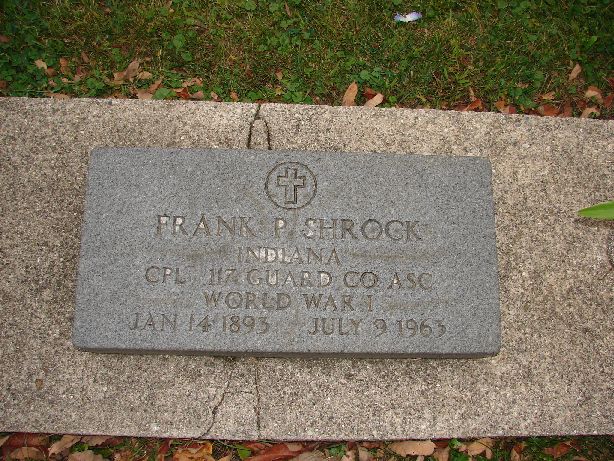 FRANK P SHROCK
INDIANA
CPL 117 GUARD CO ASC
WORLD WAR I
JAN 14 1893 JULY 9 1963